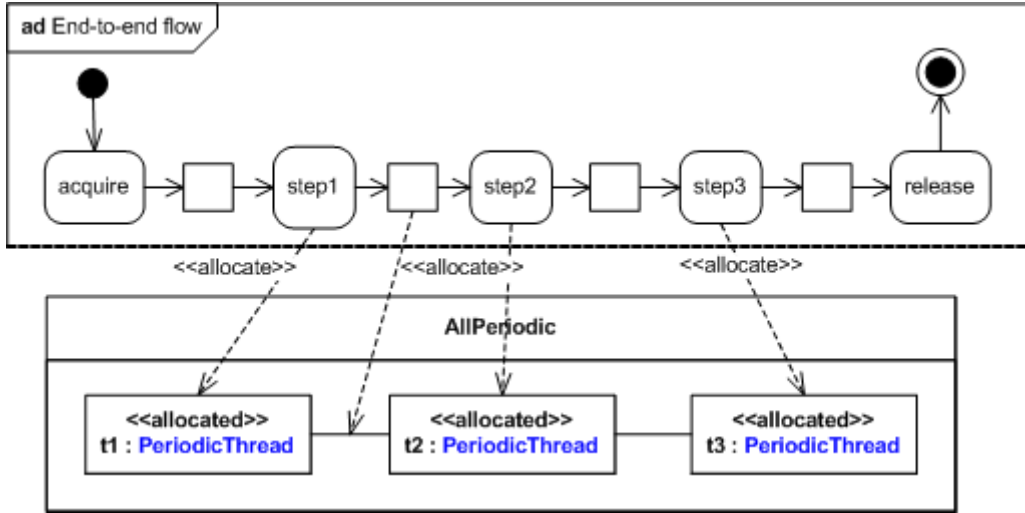 ad End-to-end flow
acquire
step1
step2
step3
release
<<allocate>>
<<allocate>>
<<allocate>>
AllPeriodic
<<allocated>>
t1 : PeriodicThread
<<allocated>>
t2 : PeriodicThread
<<allocated>>
t3 : PeriodicThread